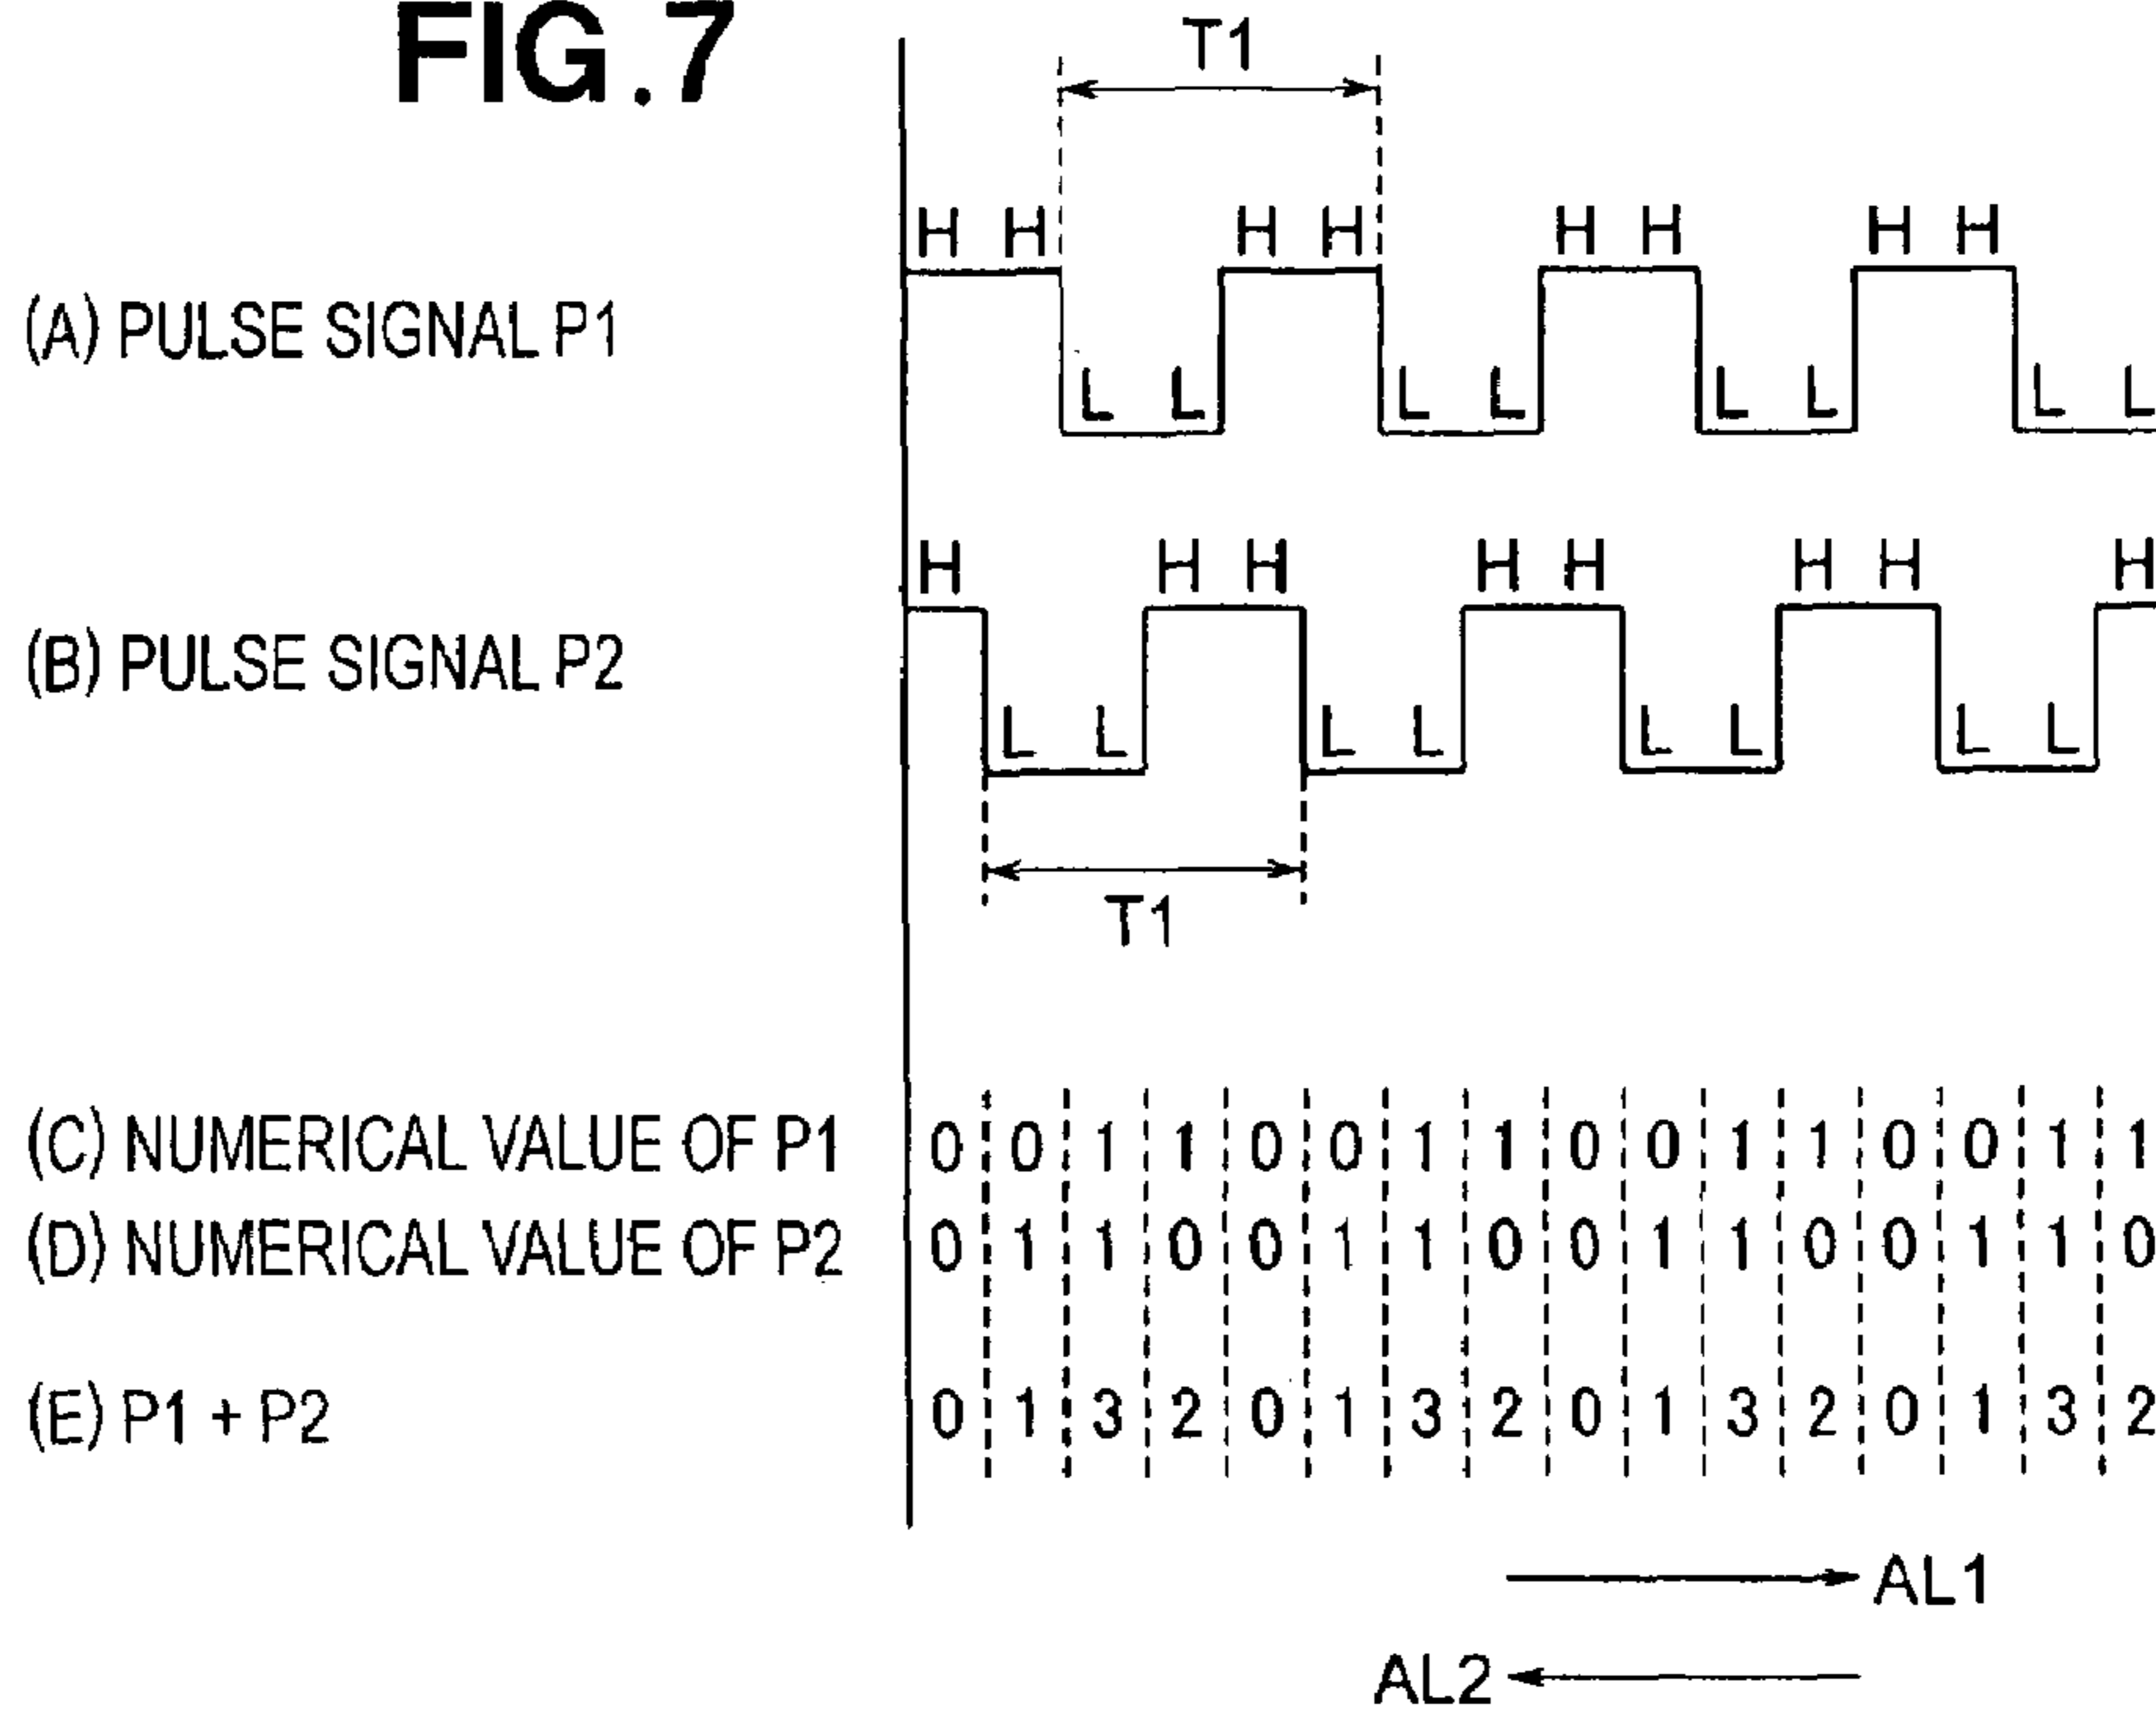 FIG.7
T1
H H H H H H H H
(A) PULSE SIGNAL P1
L L L L L L L L
H H H H H H H H
(B) PULSE SIGNAL P2
L L L L L L L L
T1
(C) NUMERICAL VALUE OF P1 0 0 1 1 0 0 1 1 0 0 1 1 0 0 1 1
(D) NUMERICAL VALUE OF P2 0 1 1 0 0 1 1 0 0 1 1 0 0 1 1 0
(E) P1 + P2 0 1 3 2 0 1 3 2 0 1 3 2 0 1 3 2
AL1
AL2